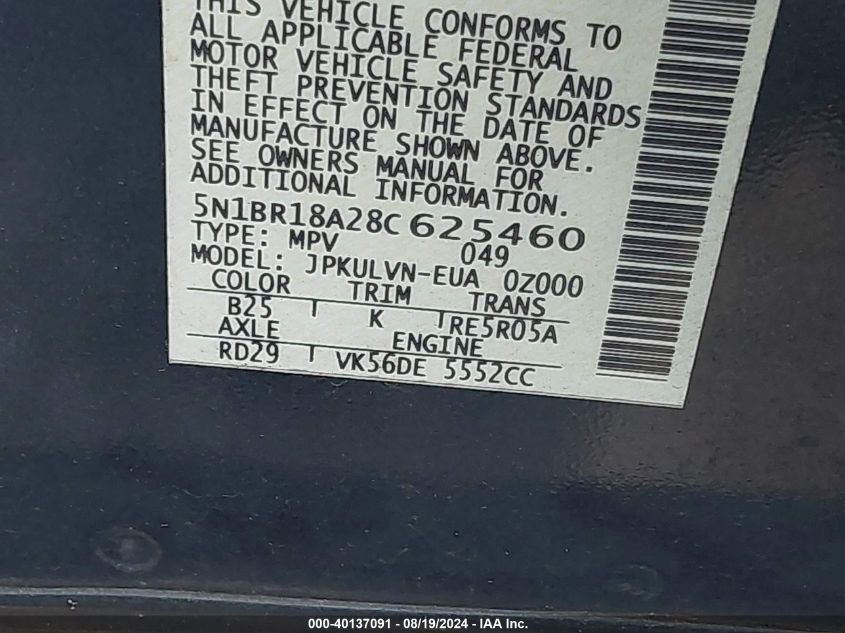 THIS VEHICLE CONFORMS TO
ALL APPLICABLE FEDERAL
MOTOR VEHICLE SAFETY AND
THEFT PREVENTION STANDARDS
IN EFFECT ON THE DATE OF
MANUFACTURE SHOWN ABOVE.
SEE OWNERS MANUAL FOR
ADDITIONAL INFORMATION.
5N1BR18A28C625460
TYPE: MPV 049
MODEL: JPKULVN-EUA 0Z000
COLOR TRIM TRANS
B25 K RE5R05A
AXLE ENGINE
RD29 VK56DE 5552CC
000-40137091 - 08/19/2024 - IAA Inc.